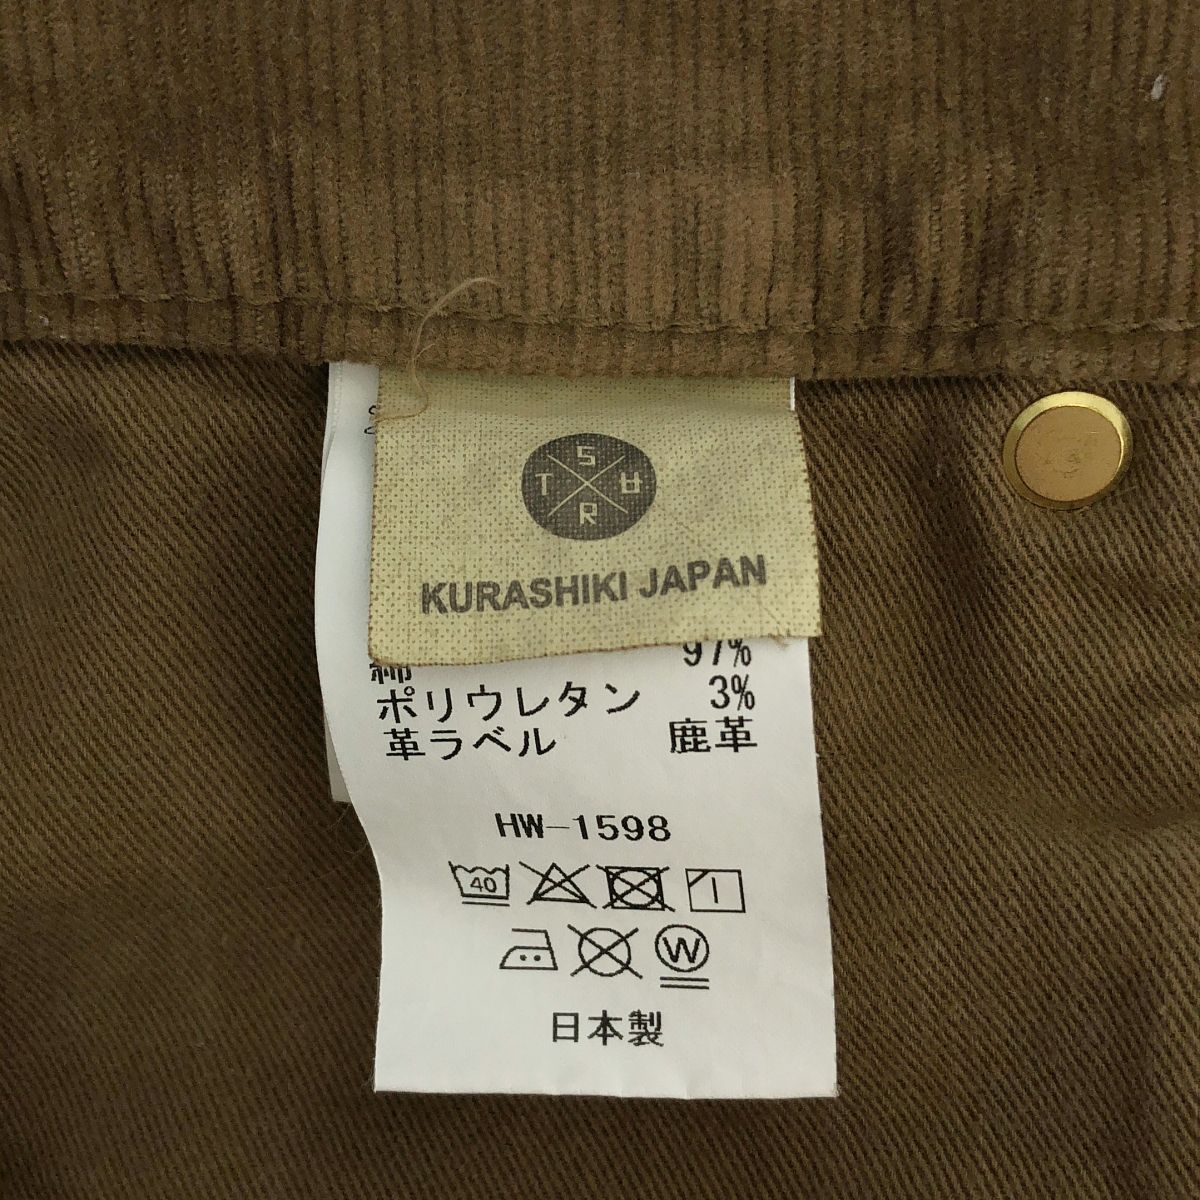 S
T R
R
KURASHIKI JAPAN
綿 97%
ポリウレタン 3%
革ラベル 鹿革
HW-1598
40
W
日本製